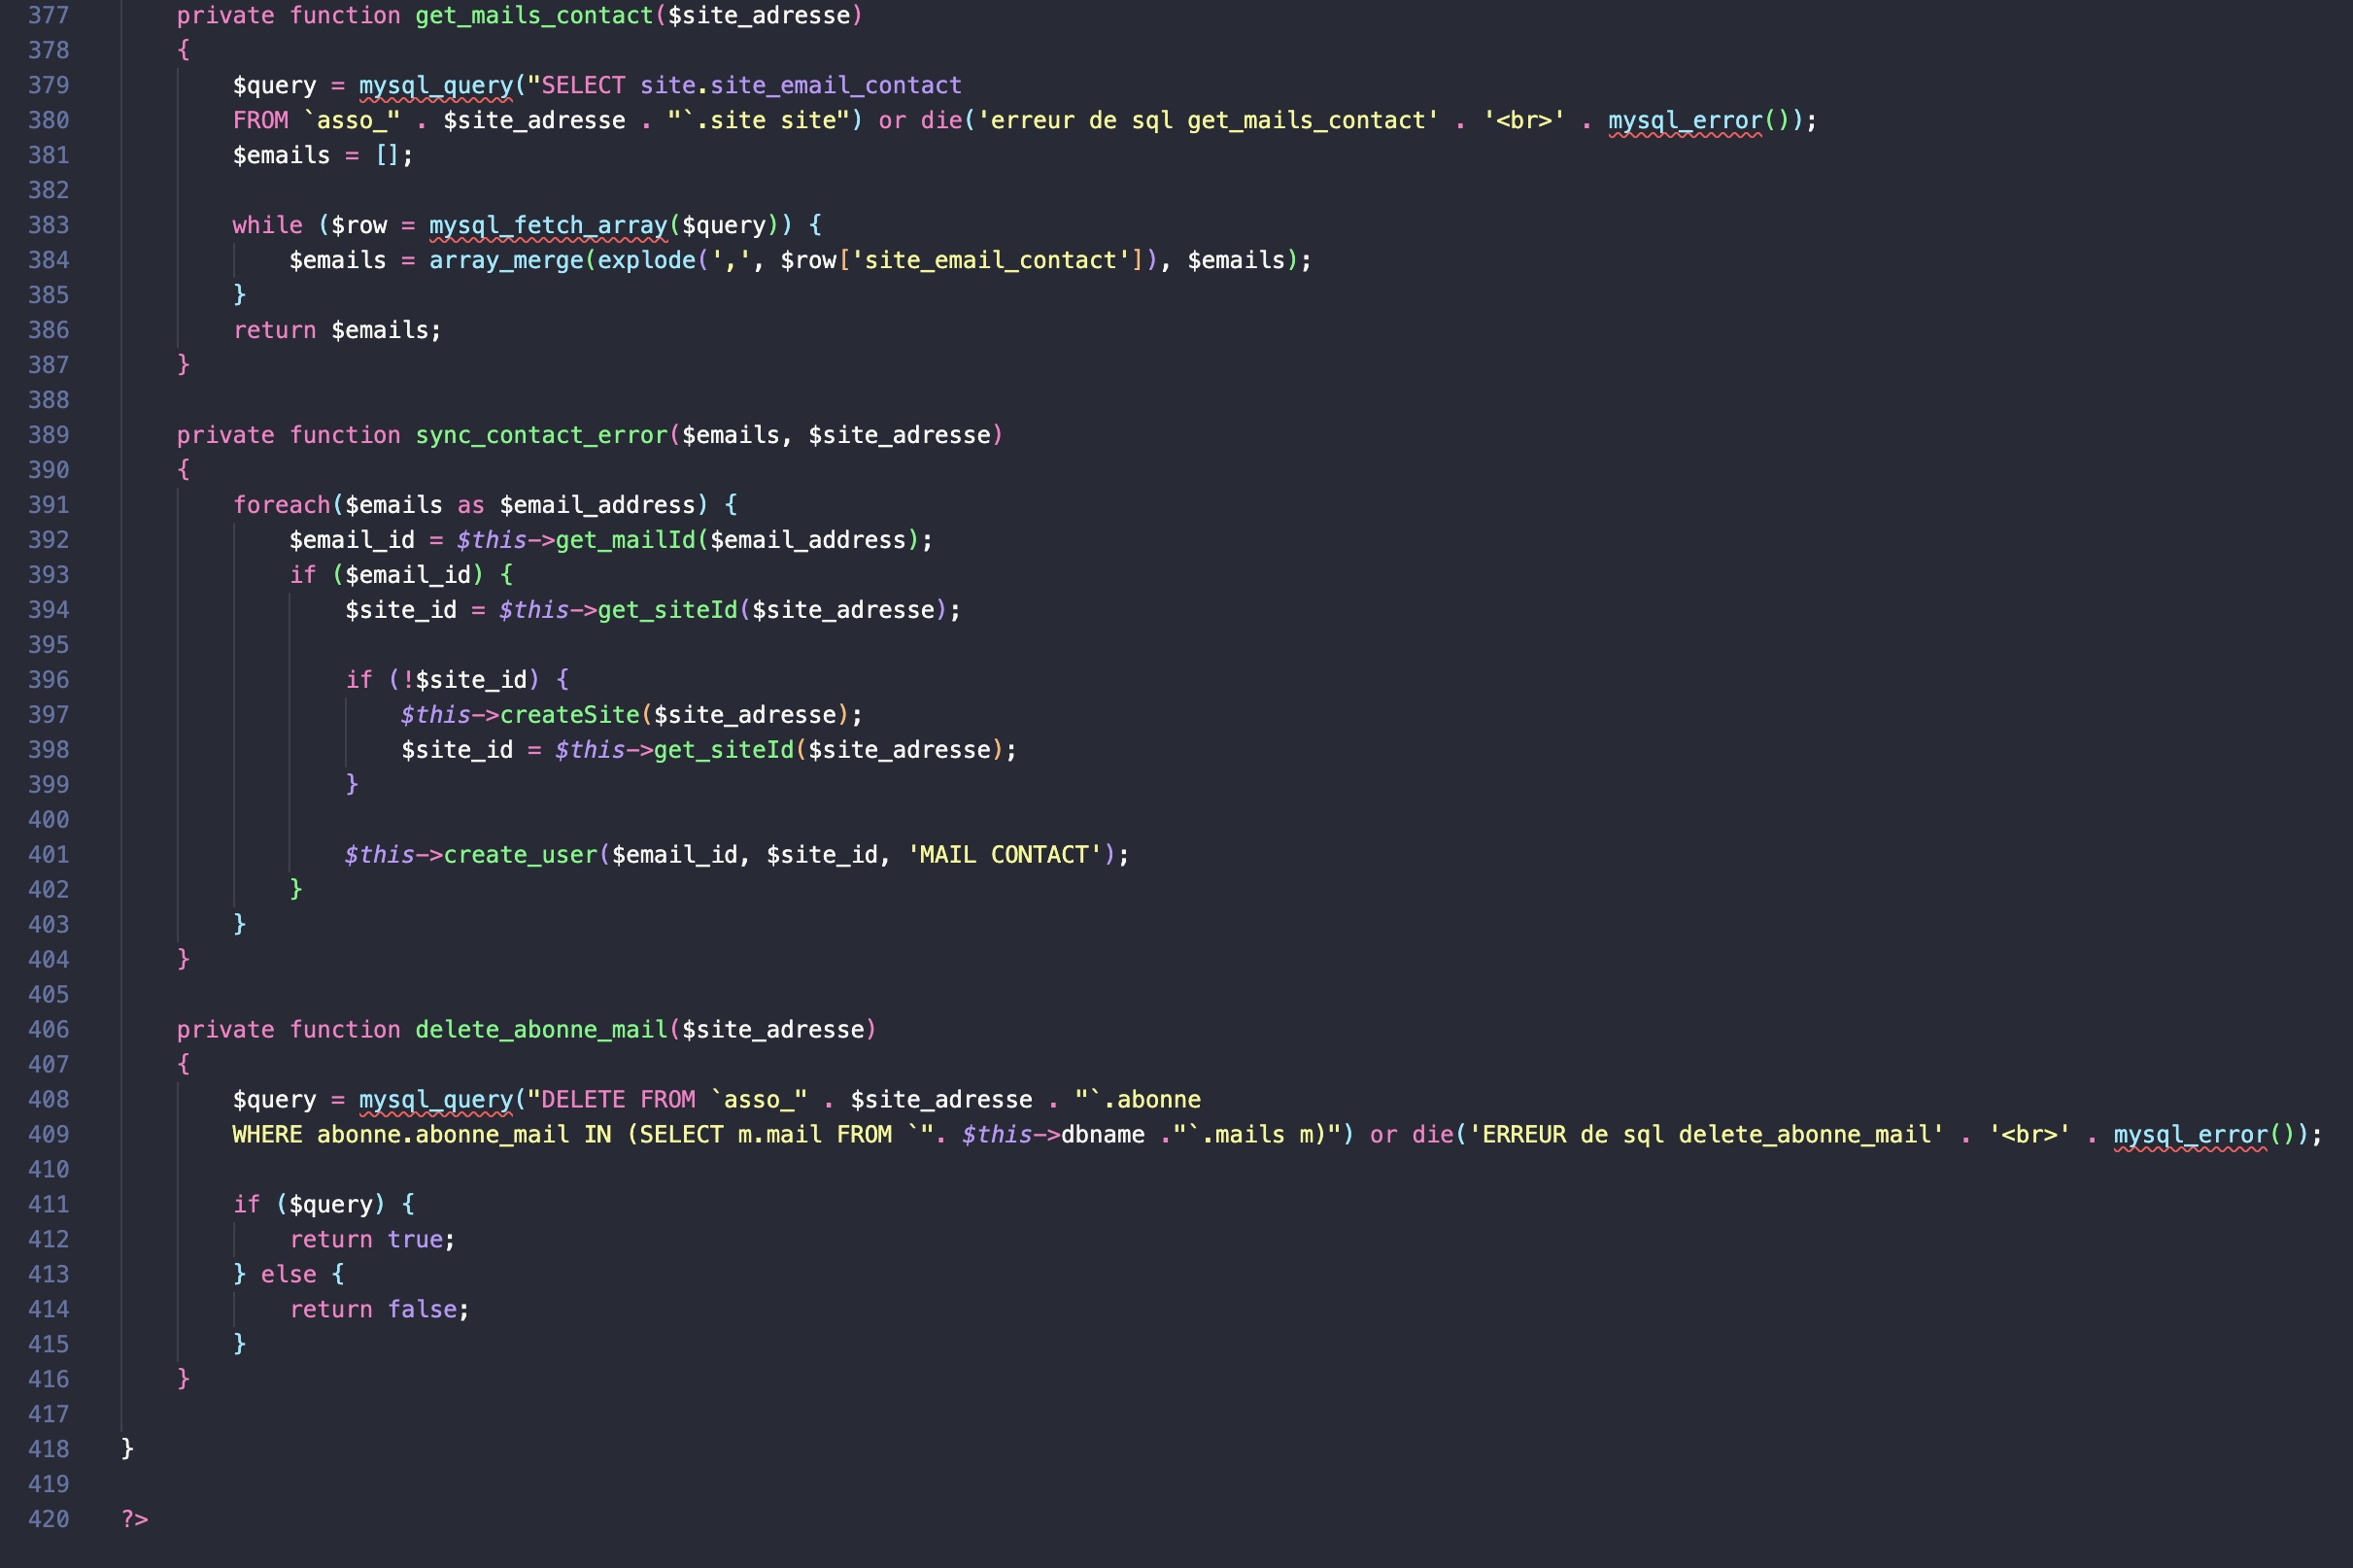 377 private function get_mails_contact($site_adresse)
378 {
379 $query = mysql_query("SELECT site.site_email_contact
380 FROM `asso_" . $site_adresse . "`.site site") or die('erreur de sql get_mails_contact' . '<br>' . mysql_error());
381 $emails = [];
382
383 while ($row = mysql_fetch_array($query)) {
384 $emails = array_merge(explode(',', $row['site_email_contact']), $emails);
385 }
386 return $emails;
387 }
388
389 private function sync_contact_error($emails, $site_adresse)
390 {
391 foreach($emails as $email_address) {
392 $email_id = $this->get_mailId($email_address);
393 if ($email_id) {
394 $site_id = $this->get_siteId($site_adresse);
395
396 if (!$site_id) {
397 $this->createSite($site_adresse);
398 $site_id = $this->get_siteId($site_adresse);
399 }
400
401 $this->create_user($email_id, $site_id, 'MAIL CONTACT');
402 }
403 }
404 }
405
406 private function delete_abonne_mail($site_adresse)
407 {
408 $query = mysql_query("DELETE FROM `asso_" . $site_adresse . "`.abonne
409 WHERE abonne.abonne_mail IN (SELECT m.mail FROM `". $this->dbname ."`.mails m)") or die('ERREUR de sql delete_abonne_mail' . '<br>' . mysql_error());
410
411 if ($query) {
412 return true;
413 } else {
414 return false;
415 }
416 }
417
418 }
419
420 ?>